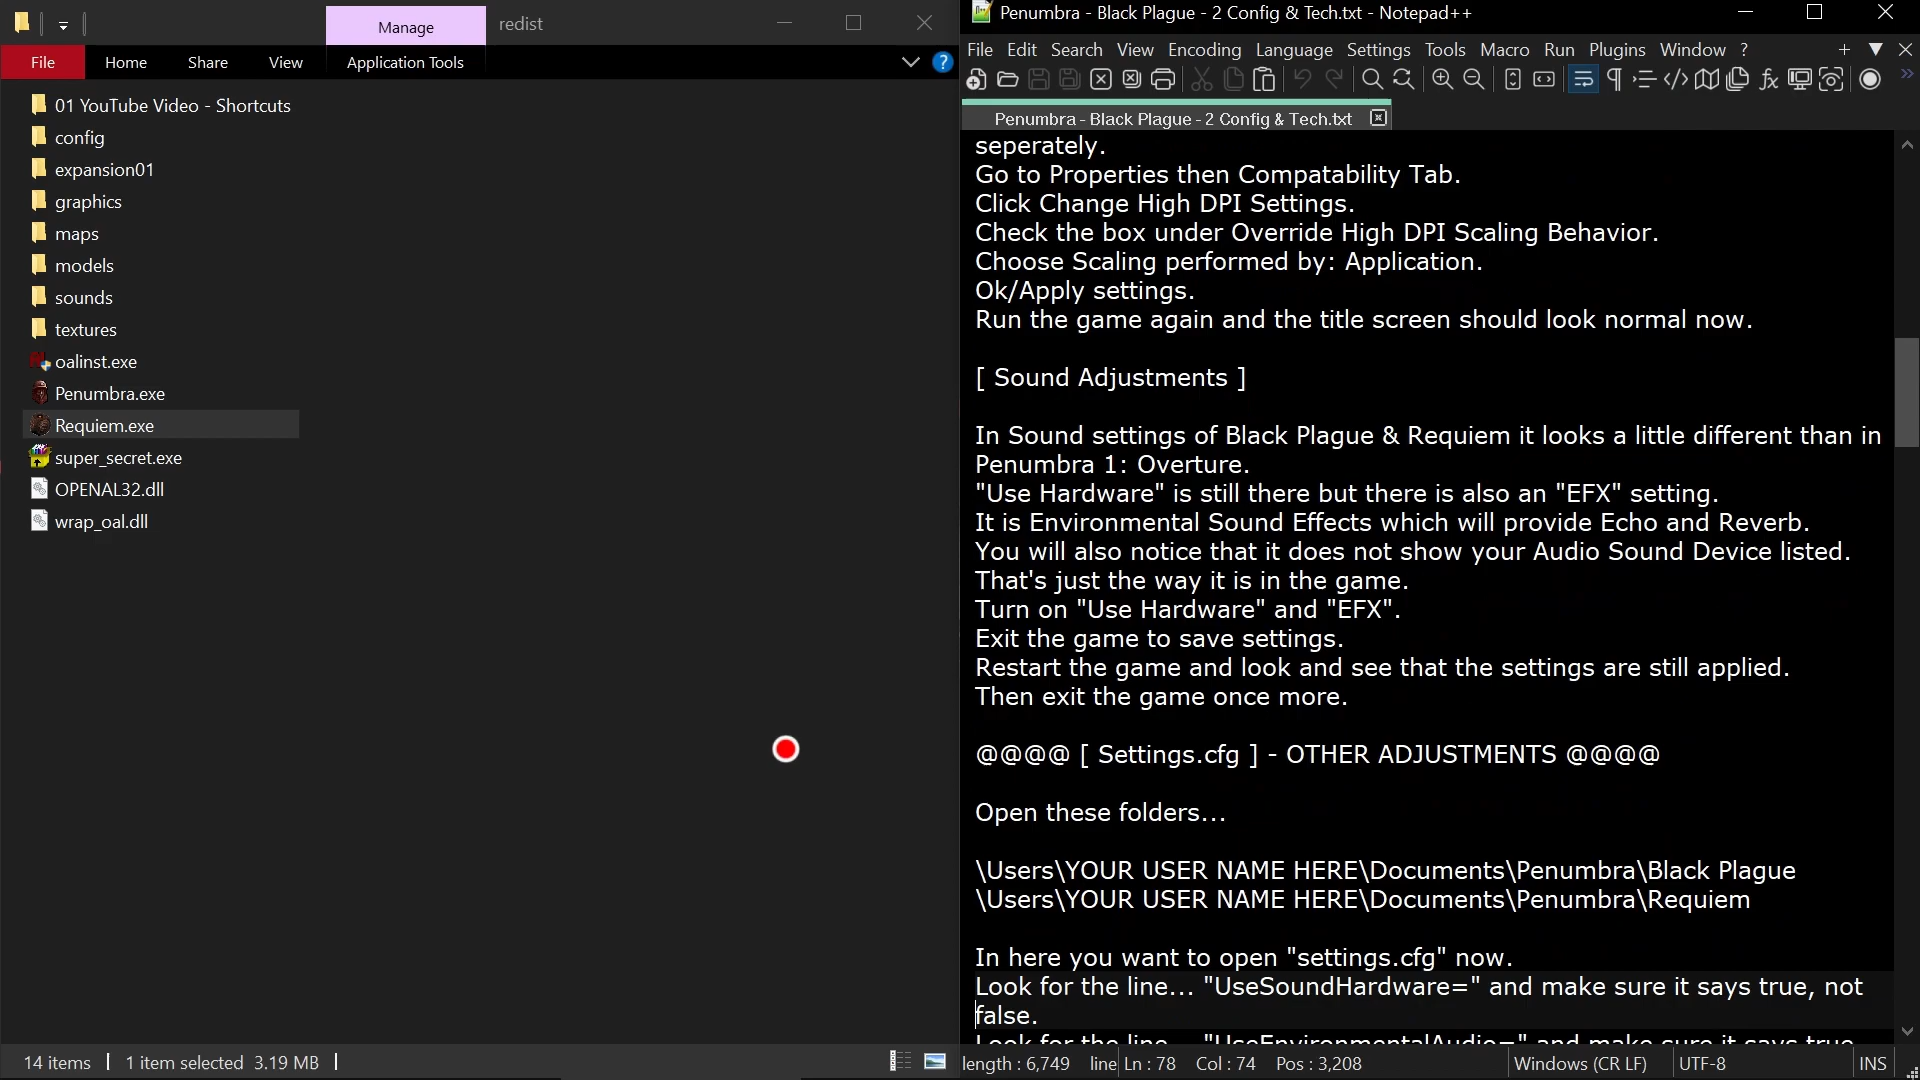 Manage
redist
File
Home
Share
View
Application Tools
?
01 YouTube Video - Shortcuts
config
expansion01
graphics
maps
models
sounds
textures
oalinst.exe
Penumbra.exe
Requiem.exe
super_secret.exe
OPENAL32.dll
wrap_oal.dll
14 items
1 item selected 3.19 MB
Penumbra - Black Plague - 2 Config & Tech.txt - Notepad++
File Edit Search View Encoding Language Settings Tools Macro Run Plugins Window ?
Penumbra - Black Plague - 2 Config & Tech.txt
seperately.
Go to Properties then Compatability Tab.
Click Change High DPI Settings.
Check the box under Override High DPI Scaling Behavior.
Choose Scaling performed by: Application.
Ok/Apply settings.
Run the game again and the title screen should look normal now.
[ Sound Adjustments ]
In Sound settings of Black Plague & Requiem it looks a little different than in
Penumbra 1: Overture.
"Use Hardware" is still there but there is also an "EFX" setting.
It is Environmental Sound Effects which will provide Echo and Reverb.
You will also notice that it does not show your Audio Sound Device listed.
That's just the way it is in the game.
Turn on "Use Hardware" and "EFX".
Exit the game to save settings.
Restart the game and look and see that the settings are still applied.
Then exit the game once more.
@@@@ [ Settings.cfg ] - OTHER ADJUSTMENTS @@@@
Open these folders...
\Users\YOUR USER NAME HERE\Documents\Penumbra\Black Plague
\Users\YOUR USER NAME HERE\Documents\Penumbra\Requiem
In here you want to open "settings.cfg" now.
Look for the line... "UseSoundHardware=" and make sure it says true, not
false.
Look for the line... "UseEnvironmentalAudio=" and make sure it says true
length : 6,749 line Ln : 78 Col : 74 Pos : 3,208 Windows (CR LF) UTF-8 INS